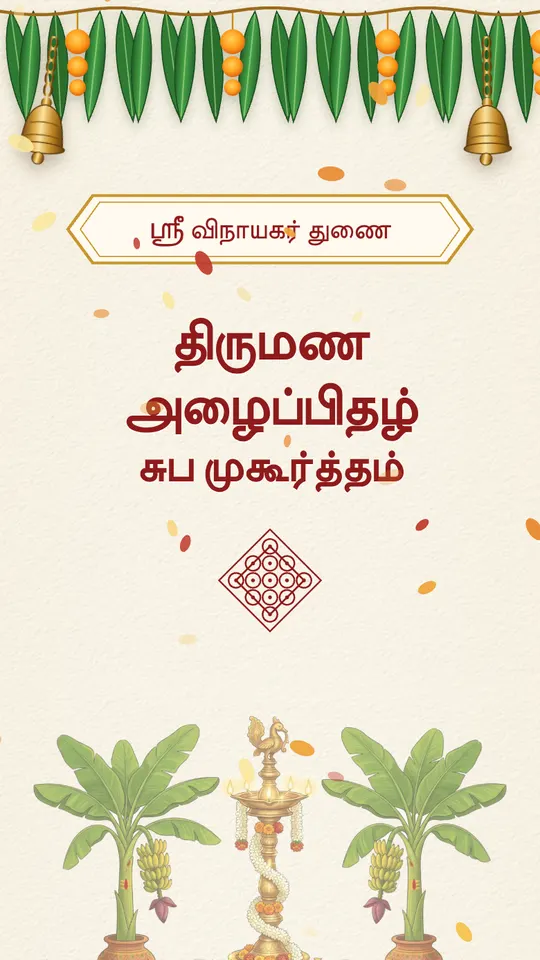 ஸ்ரீ விநாயகர் துணை
திருமண
அழைப்பிதழ்
சுப முகூர்த்தம்